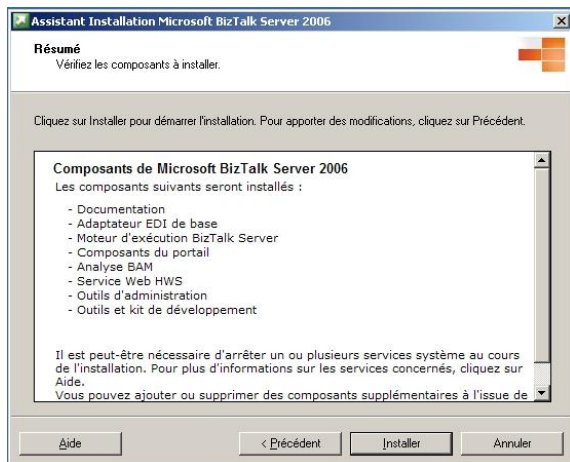 Assistant Installation Microsoft BizTalk Server 2006
Résumé
Vérifiez les composants à installer.
Cliquez sur Installer pour démarrer l'installation. Pour apporter des modifications, cliquez sur Précédent.
Composants de Microsoft BizTalk Server 2006
Les composants suivants seront installés :
- Documentation
- Adaptateur EDI de base
- Moteur d'exécution BizTalk Server
- Composants du portail
- Analyse BAM
- Service Web HWS
- Outils d'administration
- Outils et kit de développement
Il est peut-être nécessaire d'arrêter un ou plusieurs services système au cours
de l'installation. Pour plus d'informations sur les services concernés, cliquez sur
Aide.
Vous pouvez ajouter ou supprimer des composants supplémentaires à l'issue de
Aide
< Précédent
Installer
Annuler